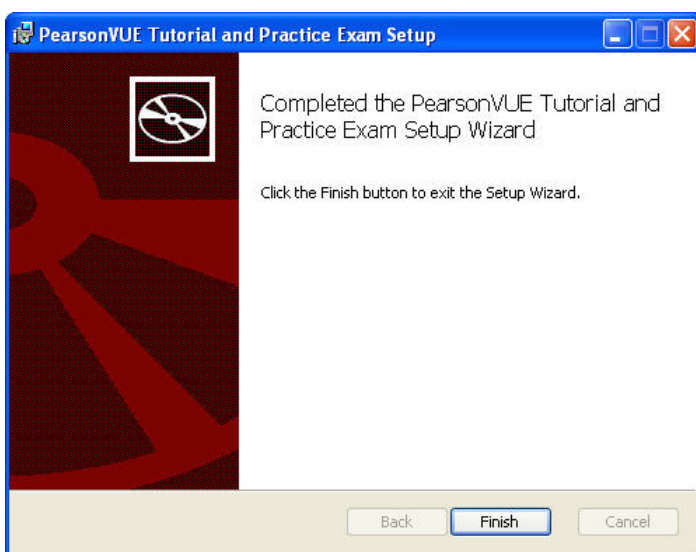 PearsonVUE Tutorial and Practice Exam Setup
Completed the PearsonVUE Tutorial and
Practice Exam Setup Wizard
Click the Finish button to exit the Setup Wizard.
Back Finish Cancel